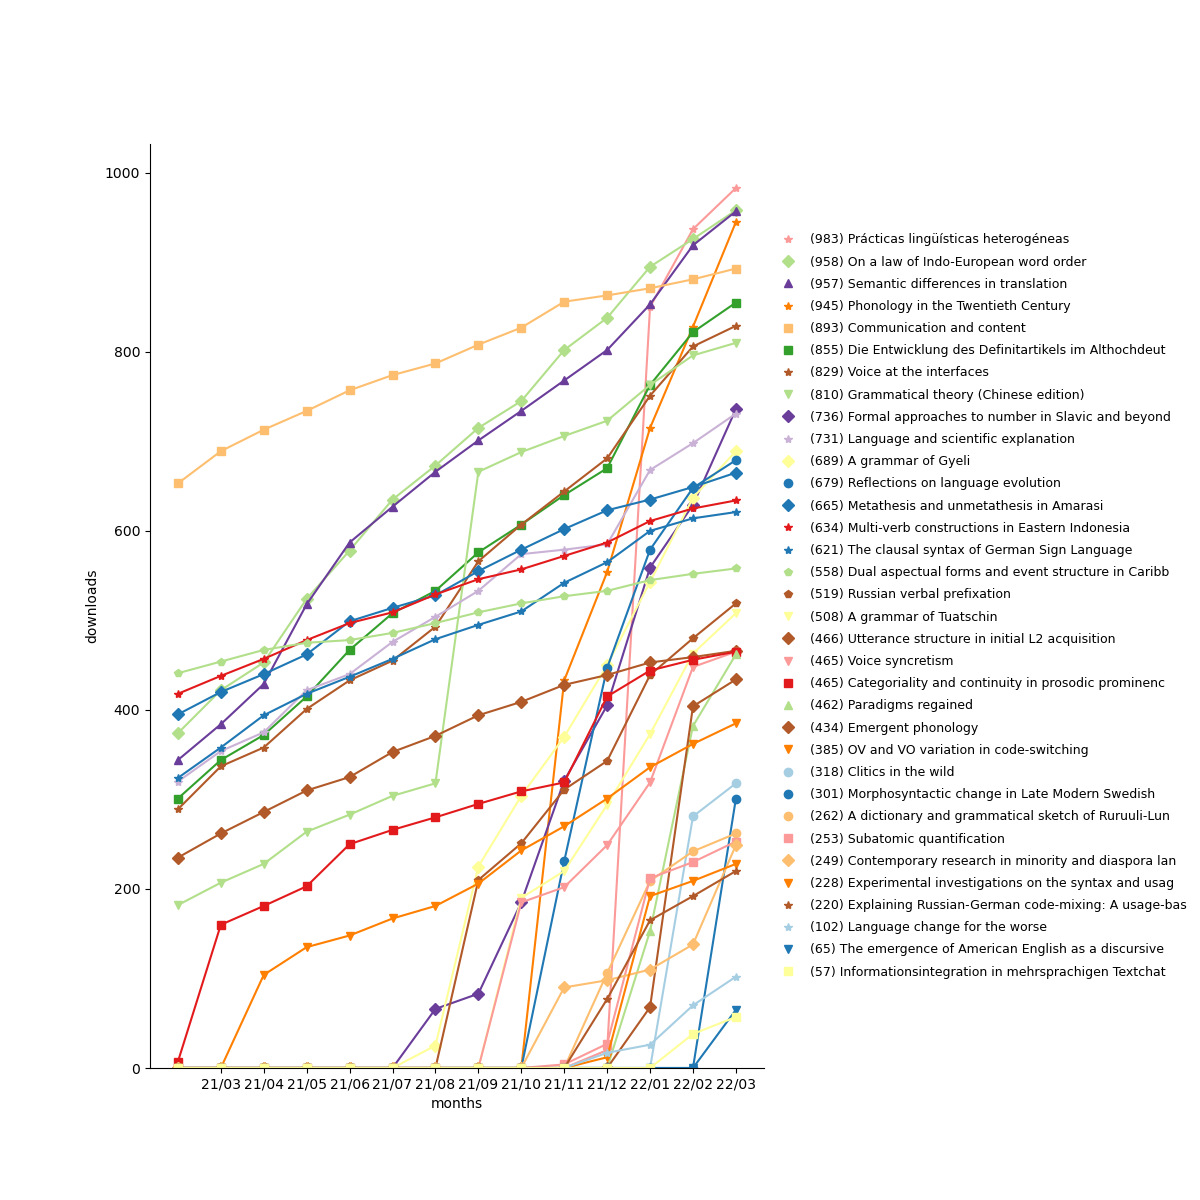 1000
800
600
400
200
0
downloads
21/03 21/04 21/05 21/06 21/07 21/08 21/09 21/10 21/11 21/12 22/01 22/02 22/03
months
(983) Prácticas lingüísticas heterogéneas
(958) On a law of Indo-European word order
(957) Semantic differences in translation
(945) Phonology in the Twentieth Century
(893) Communication and content
(855) Die Entwicklung des Definitartikels im Althochdeut
(829) Voice at the interfaces
(810) Grammatical theory (Chinese edition)
(736) Formal approaches to number in Slavic and beyond
(731) Language and scientific explanation
(689) A grammar of Gyeli
(679) Reflections on language evolution
(665) Metathesis and unmetathesis in Amarasi
(634) Multi-verb constructions in Eastern Indonesia
(621) The clausal syntax of German Sign Language
(558) Dual aspectual forms and event structure in Caribb
(519) Russian verbal prefixation
(508) A grammar of Tuatschin
(466) Utterance structure in initial L2 acquisition
(465) Voice syncretism
(465) Categoriality and continuity in prosodic prominenc
(462) Paradigms regained
(434) Emergent phonology
(385) OV and VO variation in code-switching
(318) Clitics in the wild
(301) Morphosyntactic change in Late Modern Swedish
(262) A dictionary and grammatical sketch of Ruruuli-Lun
(253) Subatomic quantification
(249) Contemporary research in minority and diaspora lan
(228) Experimental investigations on the syntax and usag
(220) Explaining Russian-German code-mixing: A usage-bas
(102) Language change for the worse
(65) The emergence of American English as a discursive
(57) Informationsintegration in mehrsprachigen Textchat